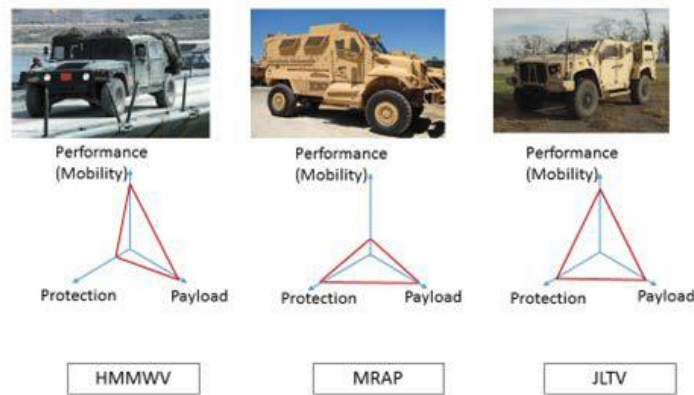 Performance
(Mobility)
Protection
Payload
Performance
(Mobility)
Protection
Payload
Performance
(Mobility)
Protection
Payload
HMMWV
MRAP
JLTV